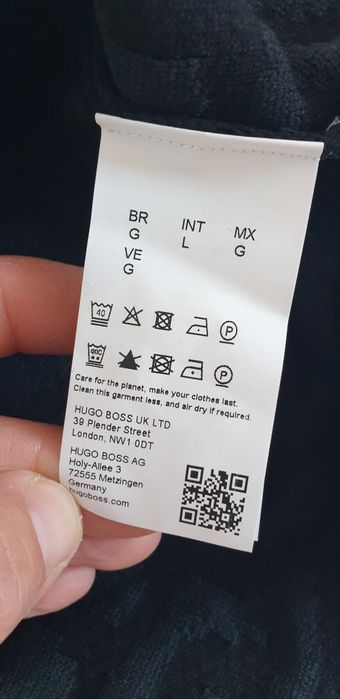 BR INT MX
G L G
VE
G
40 P
40C P
Care for the planet, make your clothes last.
Clean this garment less, and air dry if required.
HUGO BOSS UK LTD
39 Plender Street
London, NW1 0DT
HUGO BOSS AG
Holy-Allee 3
72555 Metzingen
Germany
hugoboss.com